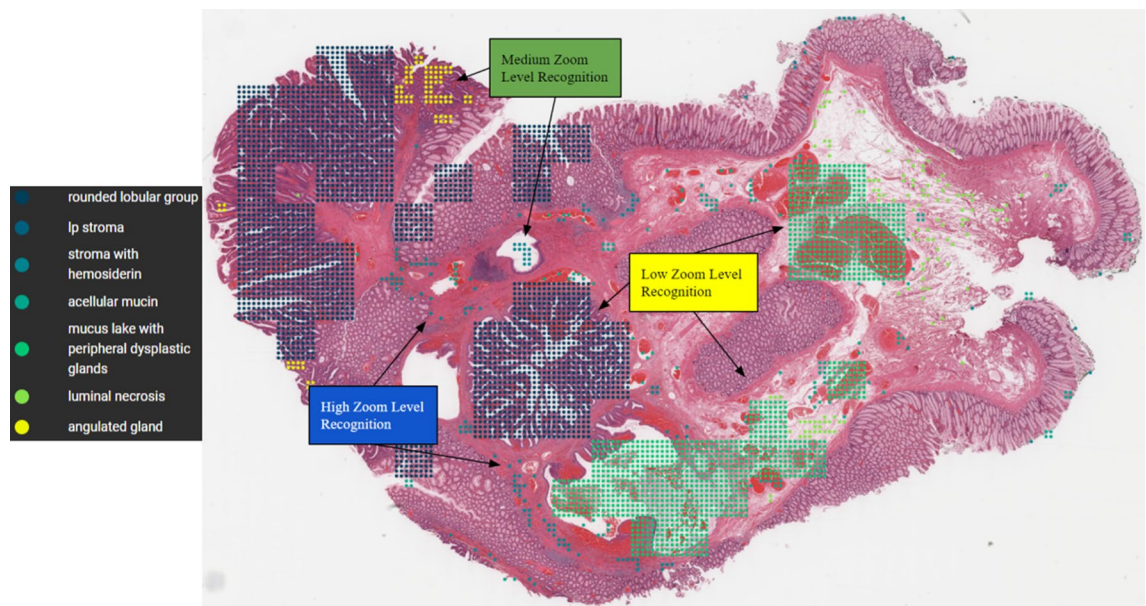 rounded lobular group
lp stroma
stroma with
hemosiderin
acellular mucin
mucus lake with
peripheral dysplastic
glands
luminal necrosis
angulated gland
Medium Zoom
Level Recognition
Low Zoom Level
Recognition
High Zoom Level
Recognition